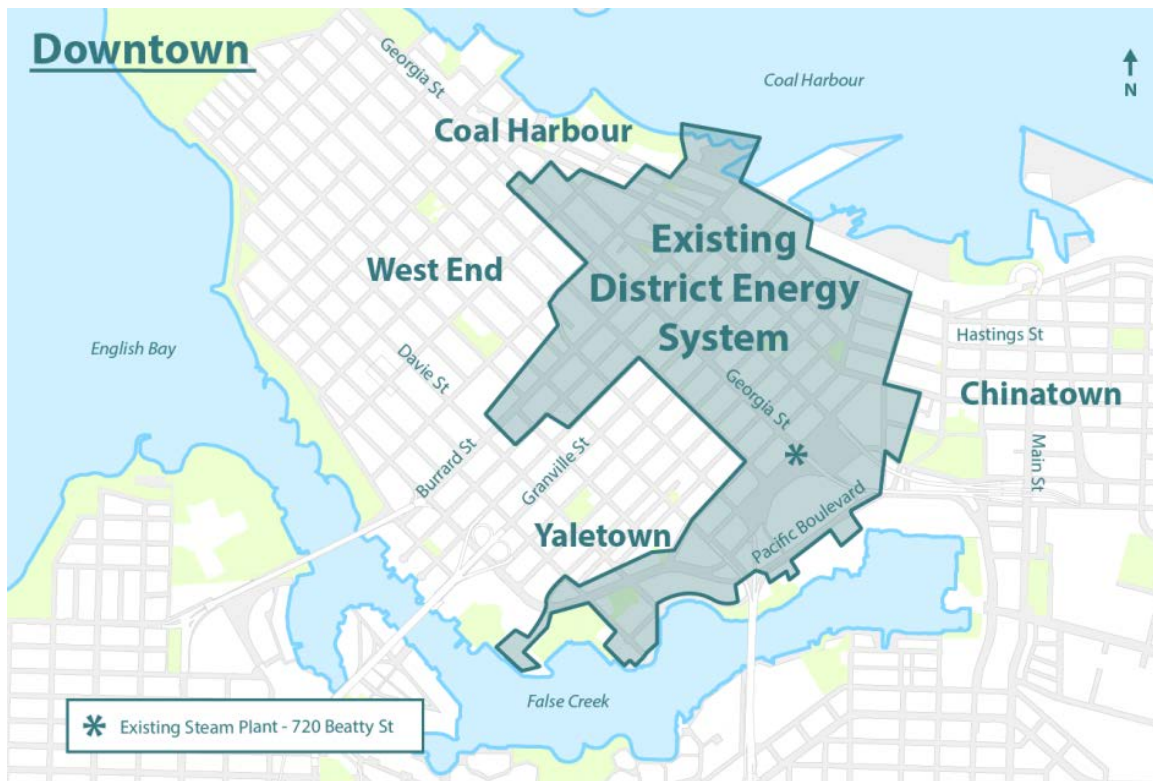 Downtown
Georgia St
Coal Harbour
N
Coal Harbour
Existing
District Energy
System
West End
Hastings St
English Bay
Davie St
Georgia St
Chinatown
Main St
Burrard St
Granville St
Pacific Boulevard
Yaletown
False Creek
Existing Steam Plant - 720 Beatty St